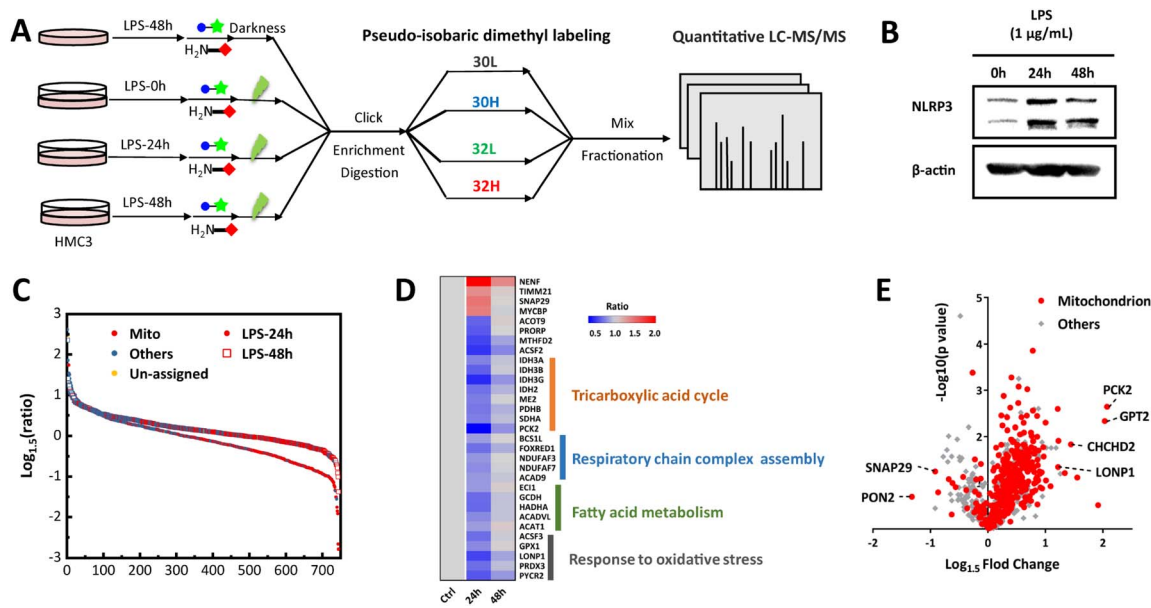 A
LPS-48h
Darkness
H2N
LPS-0h
H2N
LPS-24h
H2N
LPS-48h
H2N
HMC3
Click
Enrichment
Digestion
Pseudo-isobaric dimethyl labeling
30L
30H
32L
32H
Mix
Fractionation
Quantitative LC-MS/MS
B
LPS
(1 µg/mL)
0h 24h 48h
NLRP3
β-actin
C
Log1.5(ratio)
3
2
1
0
-1
-2
-3
Mito
Others
Un-assigned
LPS-24h
LPS-48h
0 100 200 300 400 500 600 700
D
NENF
TIMM21
SNAP29
MYCBP
ACOT9
PRORP
MTHFD2
ACSF2
IDH3A
IDH3B
IDH3G
IDH2
ME2
PDHB
SDHA
PCK2
BCS1L
FOXRED1
NDUFAF3
NDUFAF7
ACAD9
ECI1
GCDH
HADHA
ACADVL
ACAT1
ACSF3
GPX1
LONP1
PRDX3
PYCR2
Ctrl 24h 48h
Ratio
0.5 1.0 1.5 2.0
Tricarboxylic acid cycle
Respiratory chain complex assembly
Fatty acid metabolism
Response to oxidative stress
E
-Log10(p value)
5
4
3
2
Mitochondrion
Others
PCK2
GPT2
CHCHD2
LONP1
SNAP29
PON2
-2 -1 0 1 2
Log1.5 Flod Change